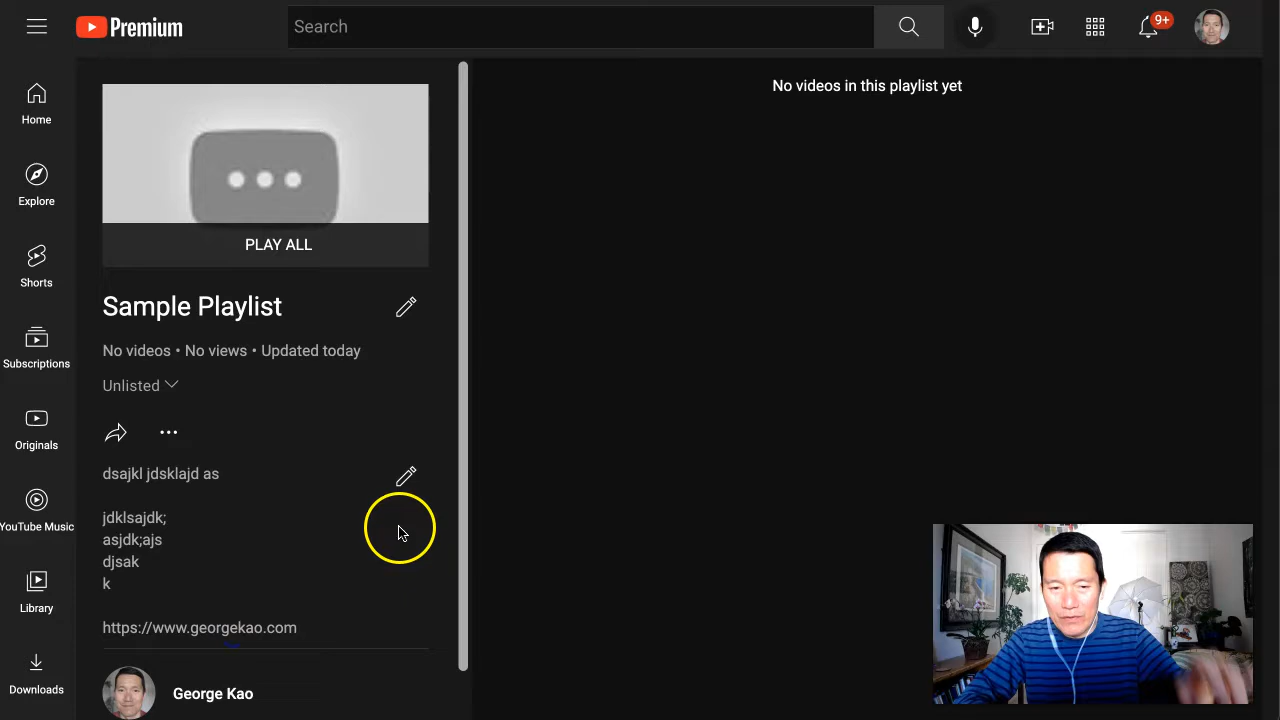 Premium
Search
9+
Home
Explore
Shorts
Subscriptions
Originals
YouTube Music
Library
Downloads
PLAY ALL
Sample Playlist
No videos • No views • Updated today
Unlisted
dsajkl jdsklajd as
jdklsajdk;
asjdk;ajs
djsak
k
https://www.georgekao.com
George Kao
No videos in this playlist yet